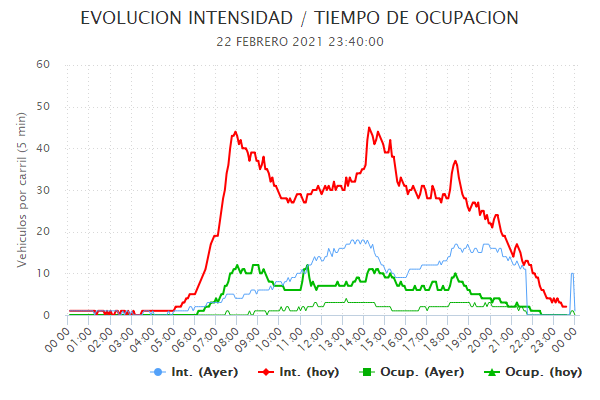 EVOLUCION INTENSIDAD / TIEMPO DE OCUPACION
22 FEBRERO 2021 23:40:00
Vehiculos por carril (5 min)
60
50
40
30
20
10
0
00:00 01:00 02:00 03:00 04:00 05:00 06:00 07:00 08:00 09:00 10:00 11:00 12:00 13:00 14:00 15:00 16:00 17:00 18:00 19:00 20:00 21:00 22:00 23:00 00:00
Int. (Ayer) Int. (hoy) Ocup. (Ayer) Ocup. (hoy)